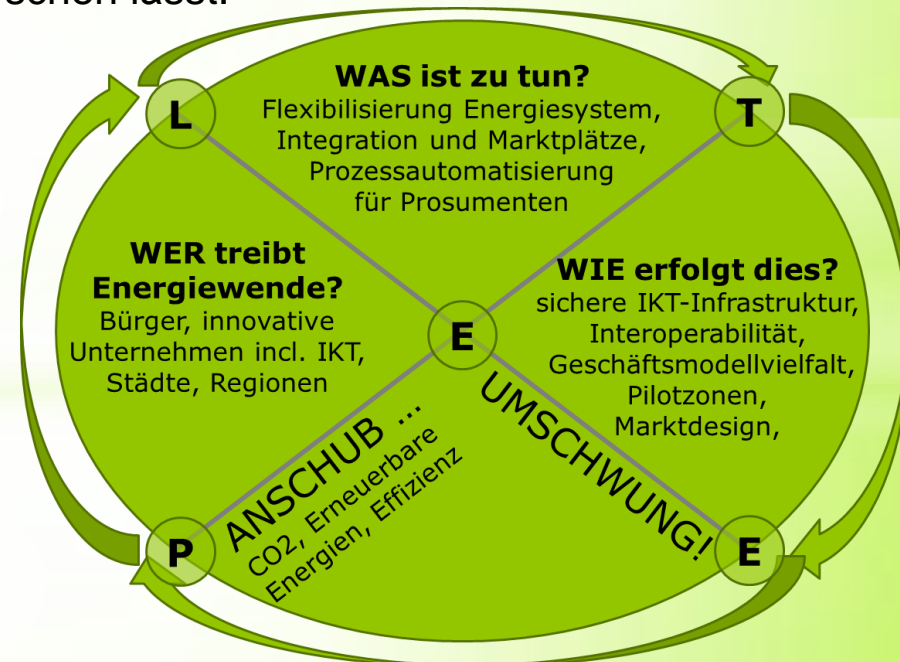 schon lässt.
L
WAS ist zu tun?
Flexibilisierung Energiesystem,
Integration und Marktplätze,
Prozessautomatisierung
für Prosumenten
T
WER treibt
Energiewende?
Bürger, innovative
Unternehmen incl. IKT,
Städte, Regionen
E
WIE erfolgt dies?
sichere IKT-Infrastruktur,
Interoperabilität,
Geschäftsmodellvielfalt,
Pilotzonen,
Marktdesign,
P
ANSCHUB ...
CO2, Erneuerbare
Energien, Effizienz
UMSCHWUNG!
E